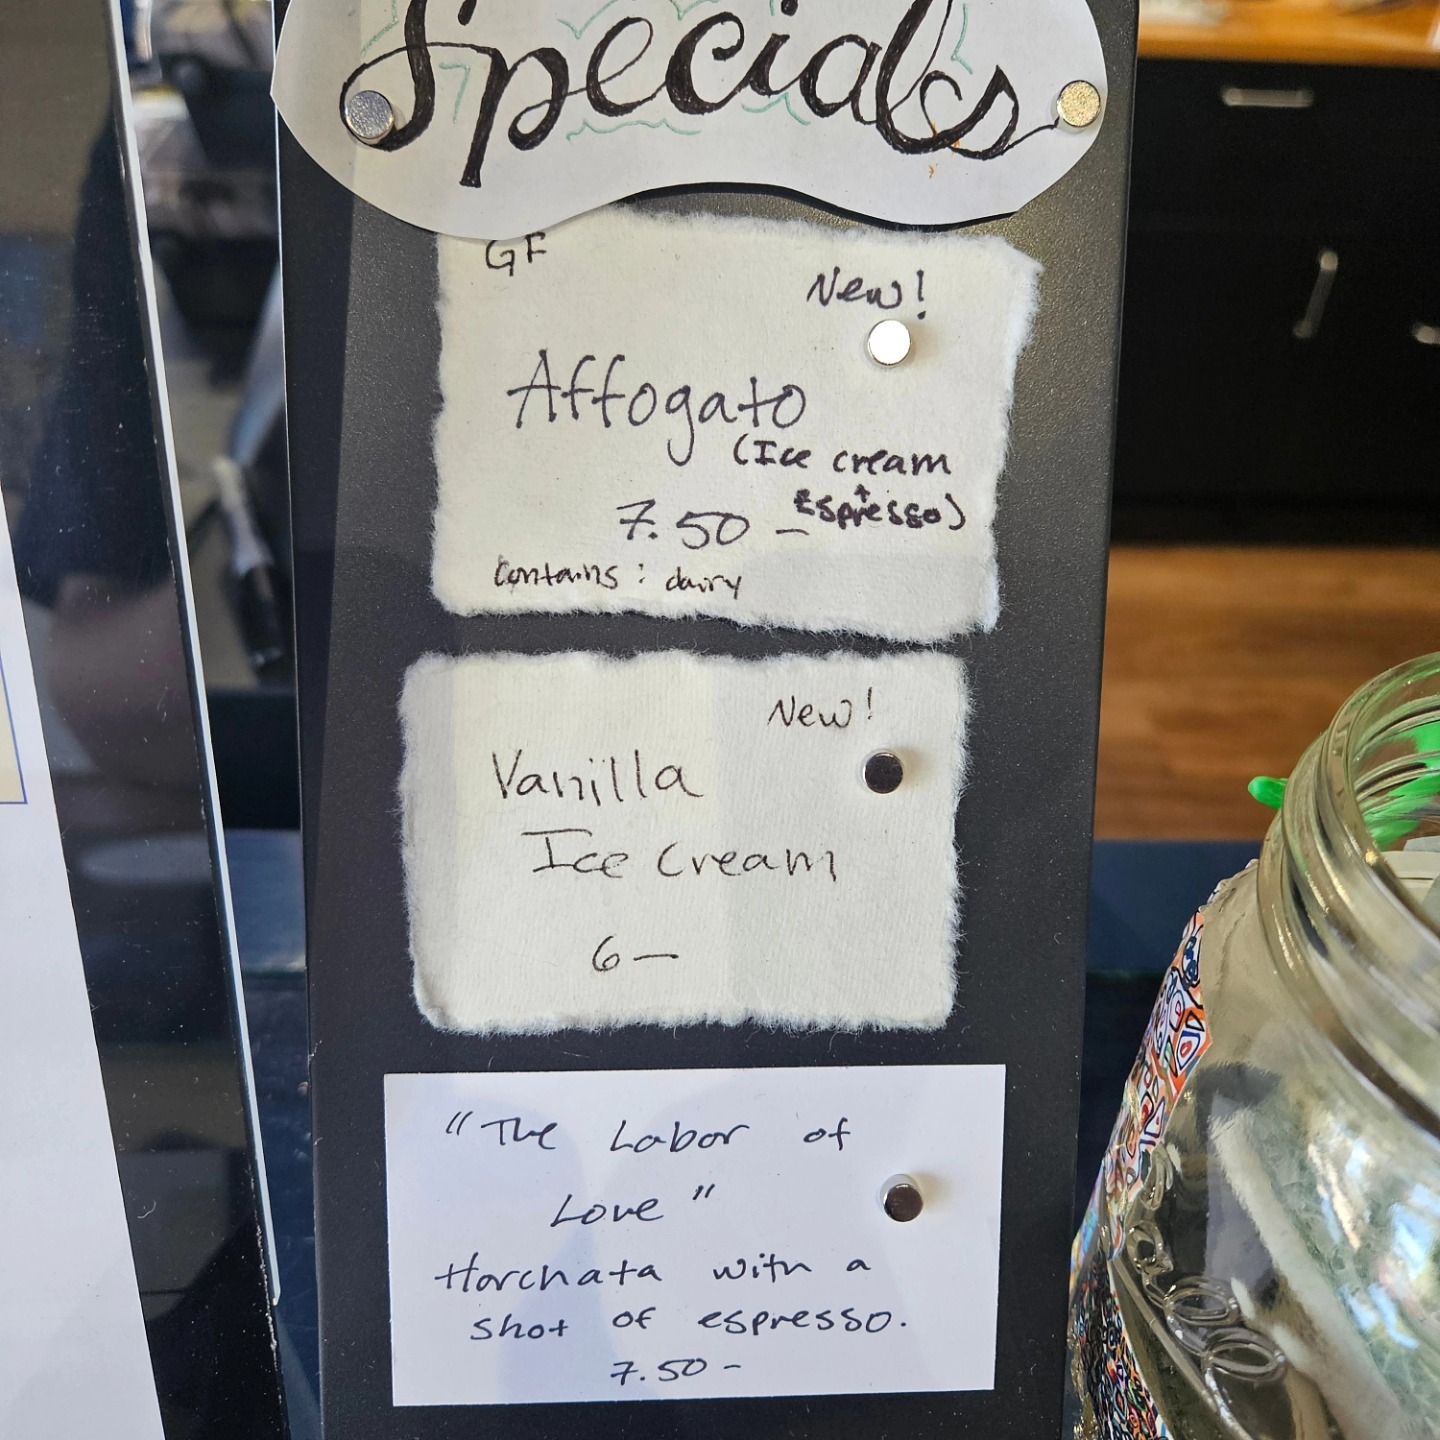 Specials
GF
New!
Affogato
(Ice cream
+
Espresso)
7.50 –
Contains: dairy
New!
Vanilla
Ice Cream
6 —
"The Labor of
Love"
Horchata with a
shot of espresso.
7.50 –